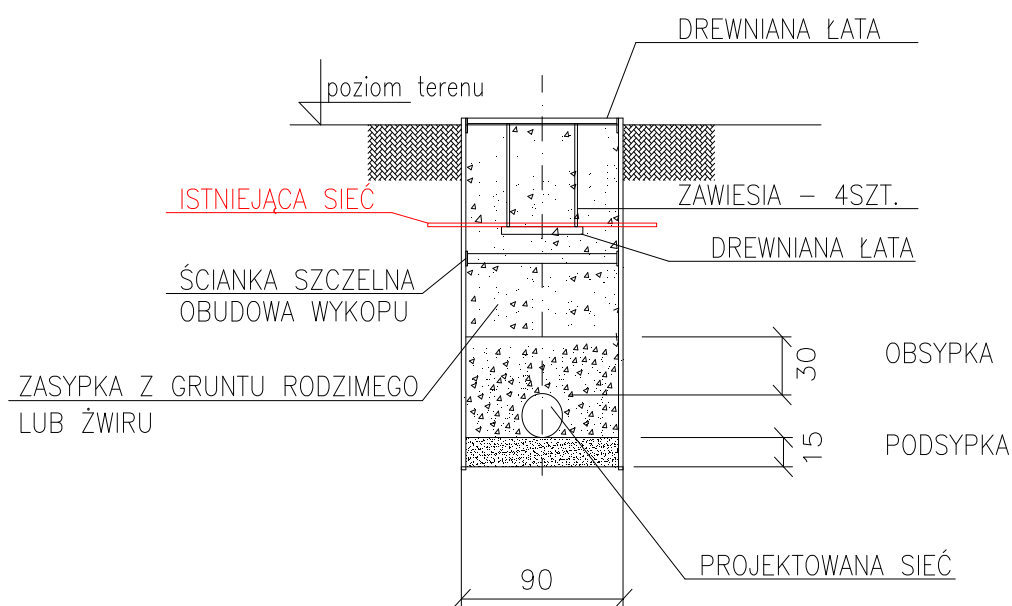 DREWNIANA ŁATA
poziom terenu
ISTNIEJĄCA SIEĆ
ZAWIESIA – 4SZT.
DREWNIANA ŁATA
ŚCIANKA SZCZELNA
OBUDOWA WYKOPU
30
OBSYPKA
ZASYPKA Z GRUNTU RODZIMEGO
LUB ŻWIRU
15
PODSYPKA
PROJEKTOWANA SIEĆ
90